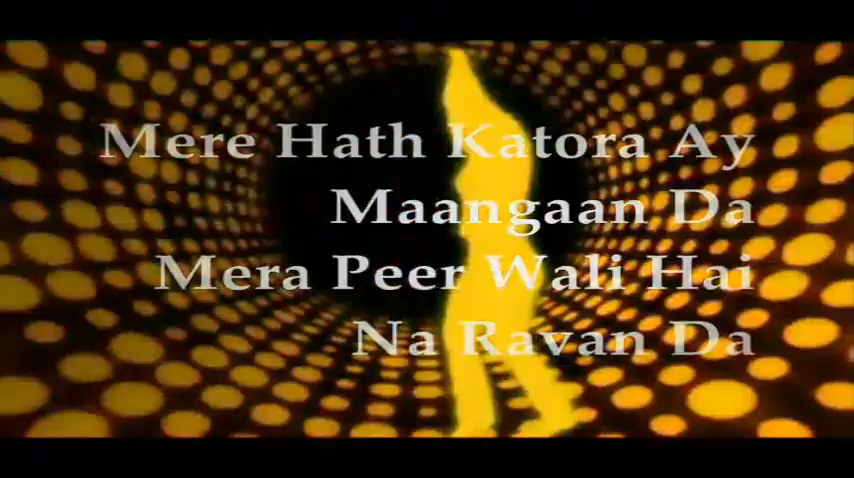 Mere Hath Katora Ay
Maangaan Da
Mera Peer Wali Hai
Na Ravan Da